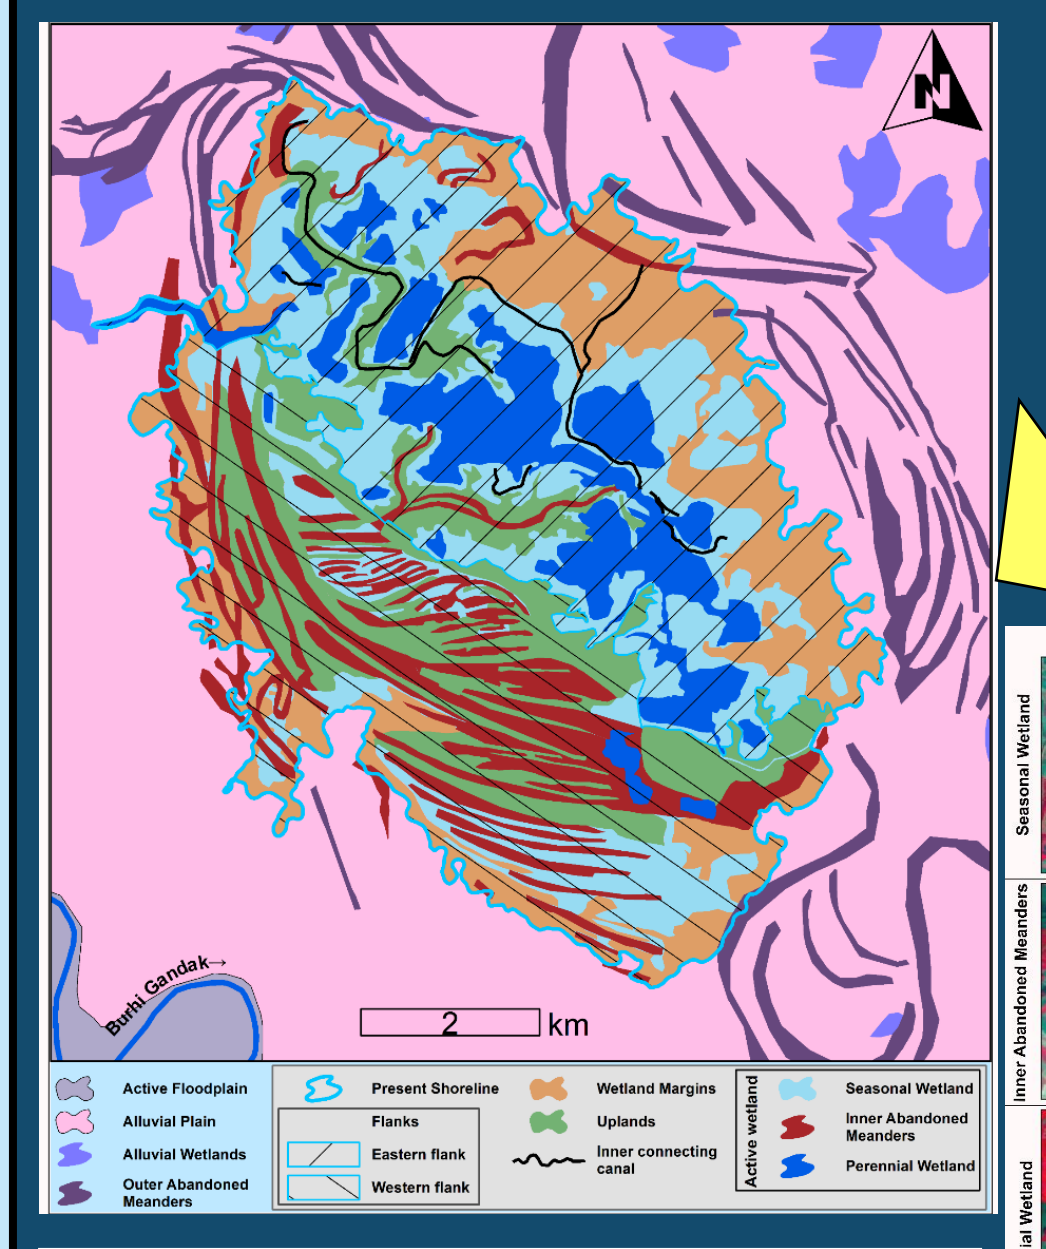 N
Burhi Gandak→
2 km
Active Floodplain
Alluvial Plain
Alluvial Wetlands
Outer Abandoned
Meanders
Present Shoreline
Flanks
Eastern flank
Western flank
Wetland Margins
Uplands
Inner connecting
canal
Active wetland
Seasonal Wetland
Inner Abandoned
Meanders
Perennial Wetland
Seasonal Wetland
Inner Abandoned Meanders
Wetland